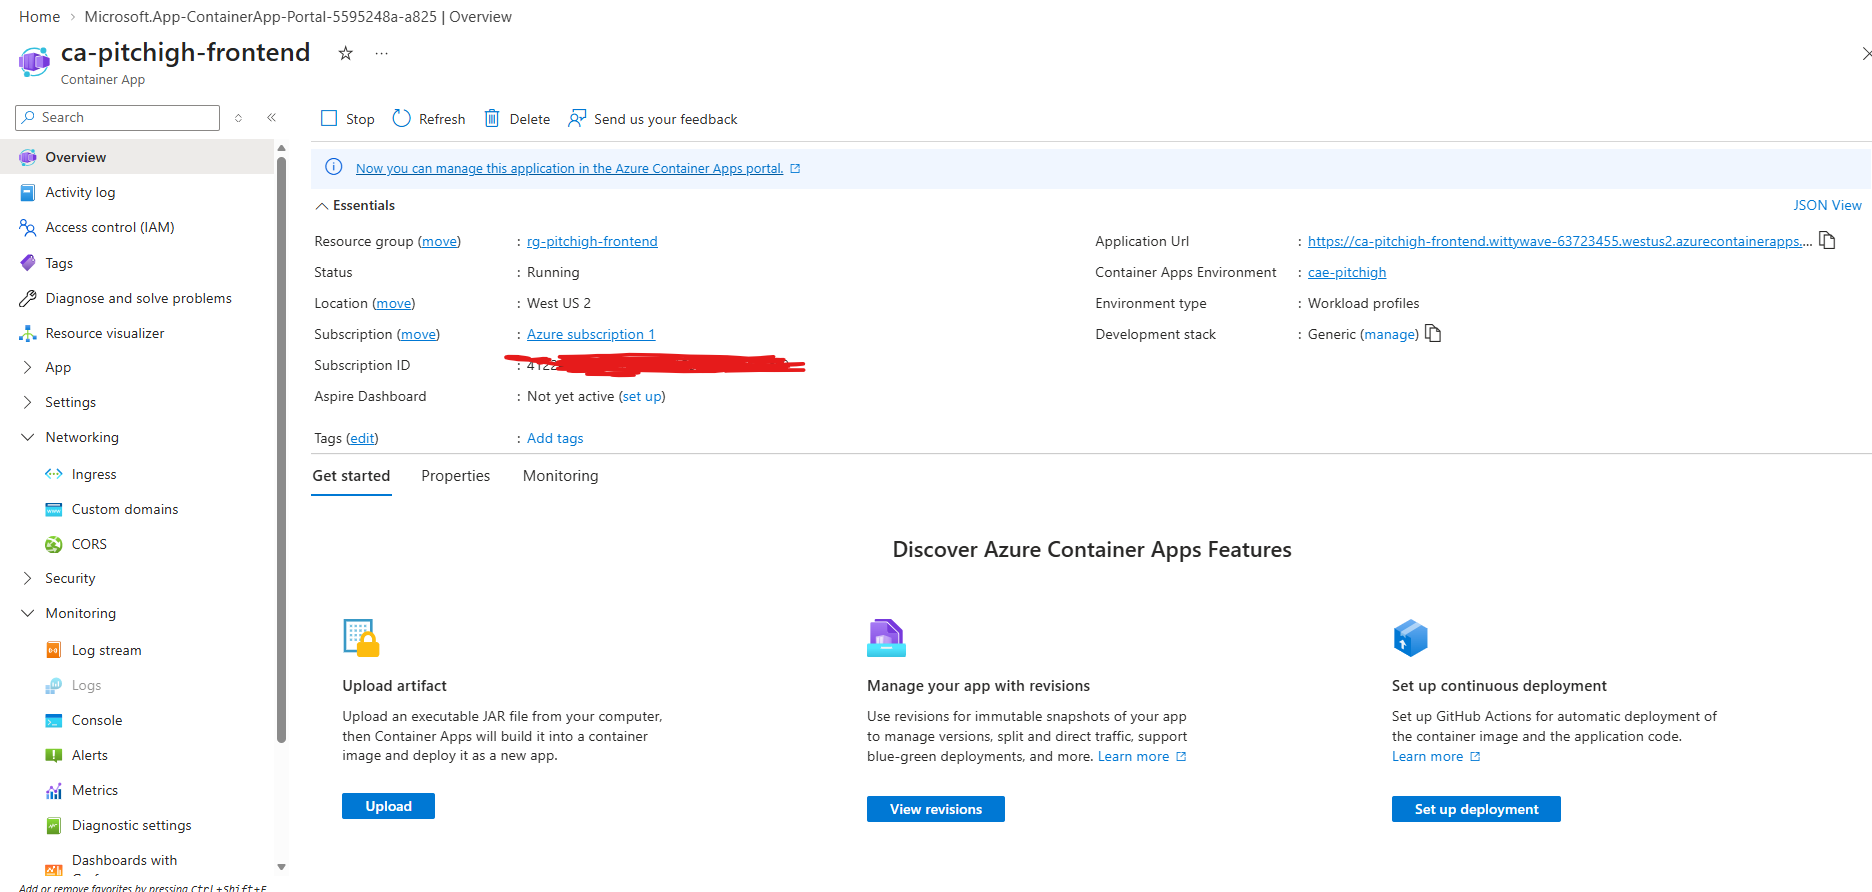 Home > Microsoft.App-ContainerApp-Portal-5595248a-a825 | Overview
ca-pitchigh-frontend
Container App
Search
Stop Refresh Delete Send us your feedback
Overview
Activity log
Access control (IAM)
Tags
Diagnose and solve problems
Resource visualizer
App
Settings
Networking
Ingress
Custom domains
CORS
Security
Monitoring
Log stream
Logs
Console
Alerts
Metrics
Diagnostic settings
Dashboards with
Add or remove favorites by pressing Ctrl+Shift+F
Now you can manage this application in the Azure Container Apps portal.
Essentials
JSON View
Resource group (move) : rg-pitchigh-frontend
Status : Running
Location (move) : West US 2
Subscription (move) : Azure subscription 1
Subscription ID :
Aspire Dashboard : Not yet active (set up)
Tags (edit) : Add tags
Application Url : https://ca-pitchigh-frontend.wittywave-63723455.westus2.azurecontainerapps....
Container Apps Environment : cae-pitchigh
Environment type : Workload profiles
Development stack : Generic (manage)
Get started Properties Monitoring
Discover Azure Container Apps Features
Upload artifact
Upload an executable JAR file from your computer,
then Container Apps will build it into a container
image and deploy it as a new app.
Upload
Manage your app with revisions
Use revisions for immutable snapshots of your app
to manage versions, split and direct traffic, support
blue-green deployments, and more. Learn more
View revisions
Set up continuous deployment
Set up GitHub Actions for automatic deployment of
the container image and the application code.
Learn more
Set up deployment